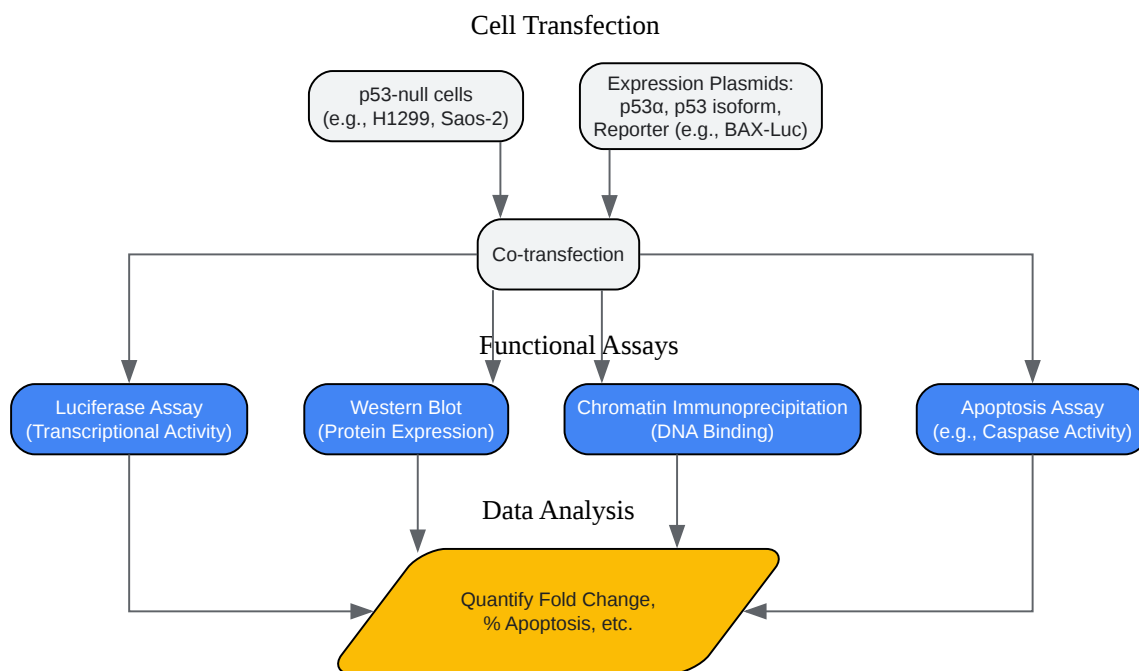 Cell Transfection
p53-null cells
(e.g., H1299, Saos-2)
Expression Plasmids:
p53α, p53 isoform,
Reporter (e.g., BAX-Luc)
Co-transfection
Functional Assays
Luciferase Assay
(Transcriptional Activity)
Western Blot
(Protein Expression)
Chromatin Immunoprecipitation
(DNA Binding)
Apoptosis Assay
(e.g., Caspase Activity)
Data Analysis
Quantify Fold Change,
% Apoptosis, etc.